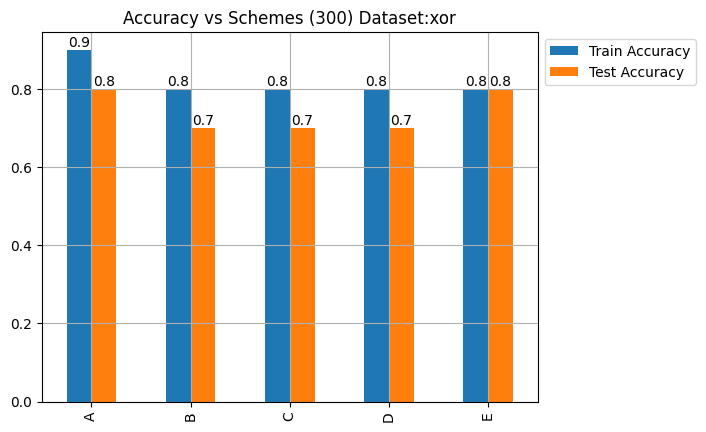 Accuracy vs Schemes (300) Dataset:xor
0.9
0.8
0.8
0.7
0.8
0.7
0.8
0.7
0.8
0.8
Train Accuracy
Test Accuracy
0.8
0.6
0.4
0.2
0.0
A
B
C
D
E